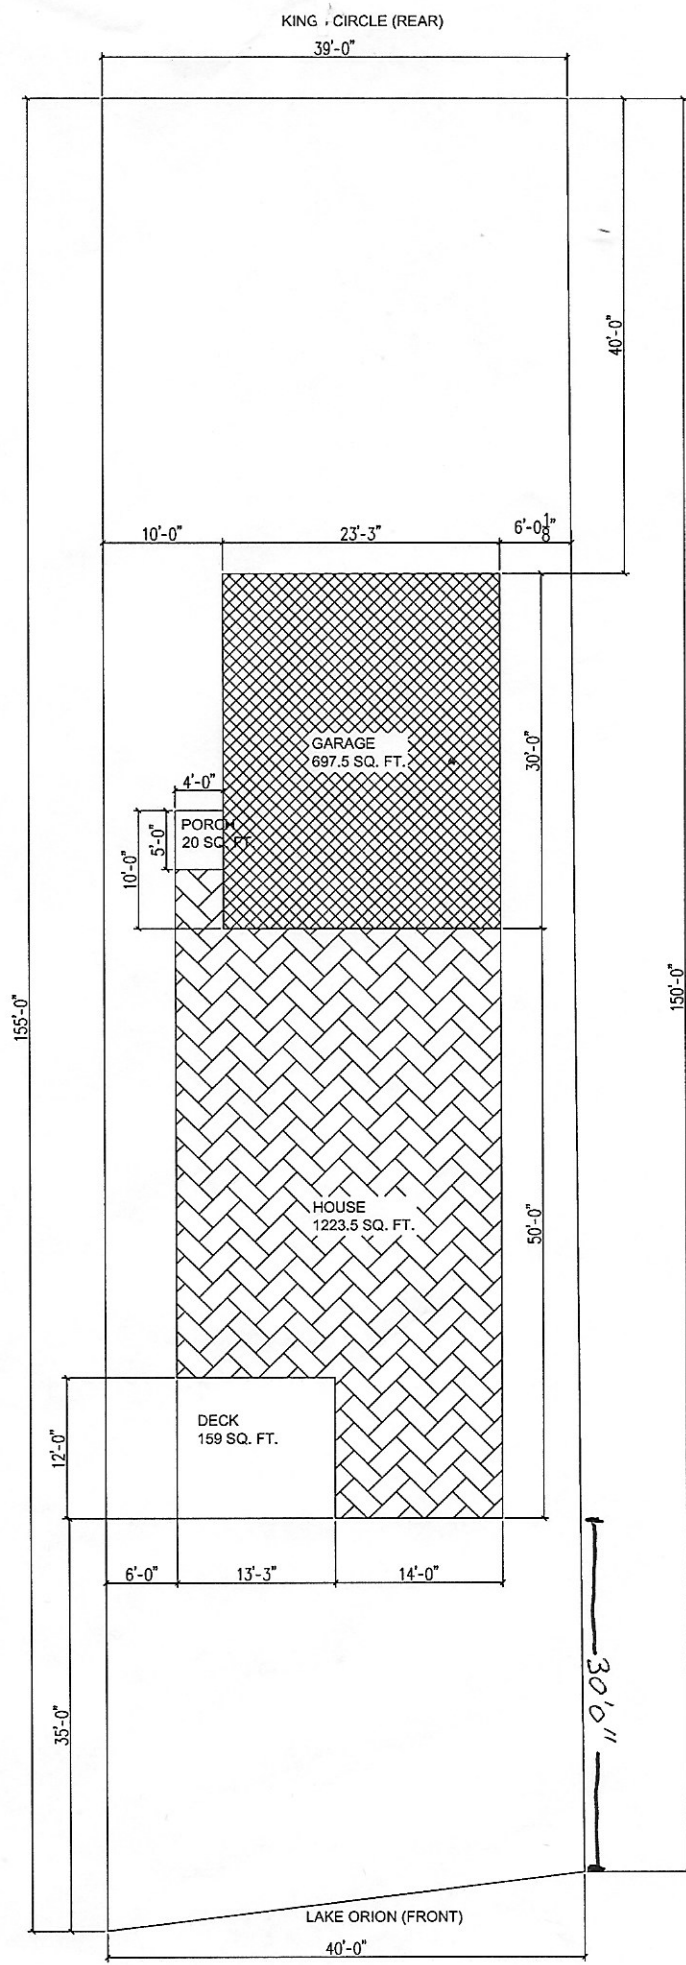 KING CIRCLE (REAR)
39'-0"
40'-0"
10'-0"
23'-3"
6'-0⅛"
GARAGE
697.5 SQ. FT.
30'-0"
4'-0"
PORCH
20 SQ. FT.
5'-0"
10'-0"
155'-0"
150'-0"
HOUSE
1223.5 SQ. FT.
50'-0"
DECK
159 SQ. FT.
12'-0"
6'-0"
13'-3"
14'-0"
35'-0"
30'0"
LAKE ORION (FRONT)
40'-0"